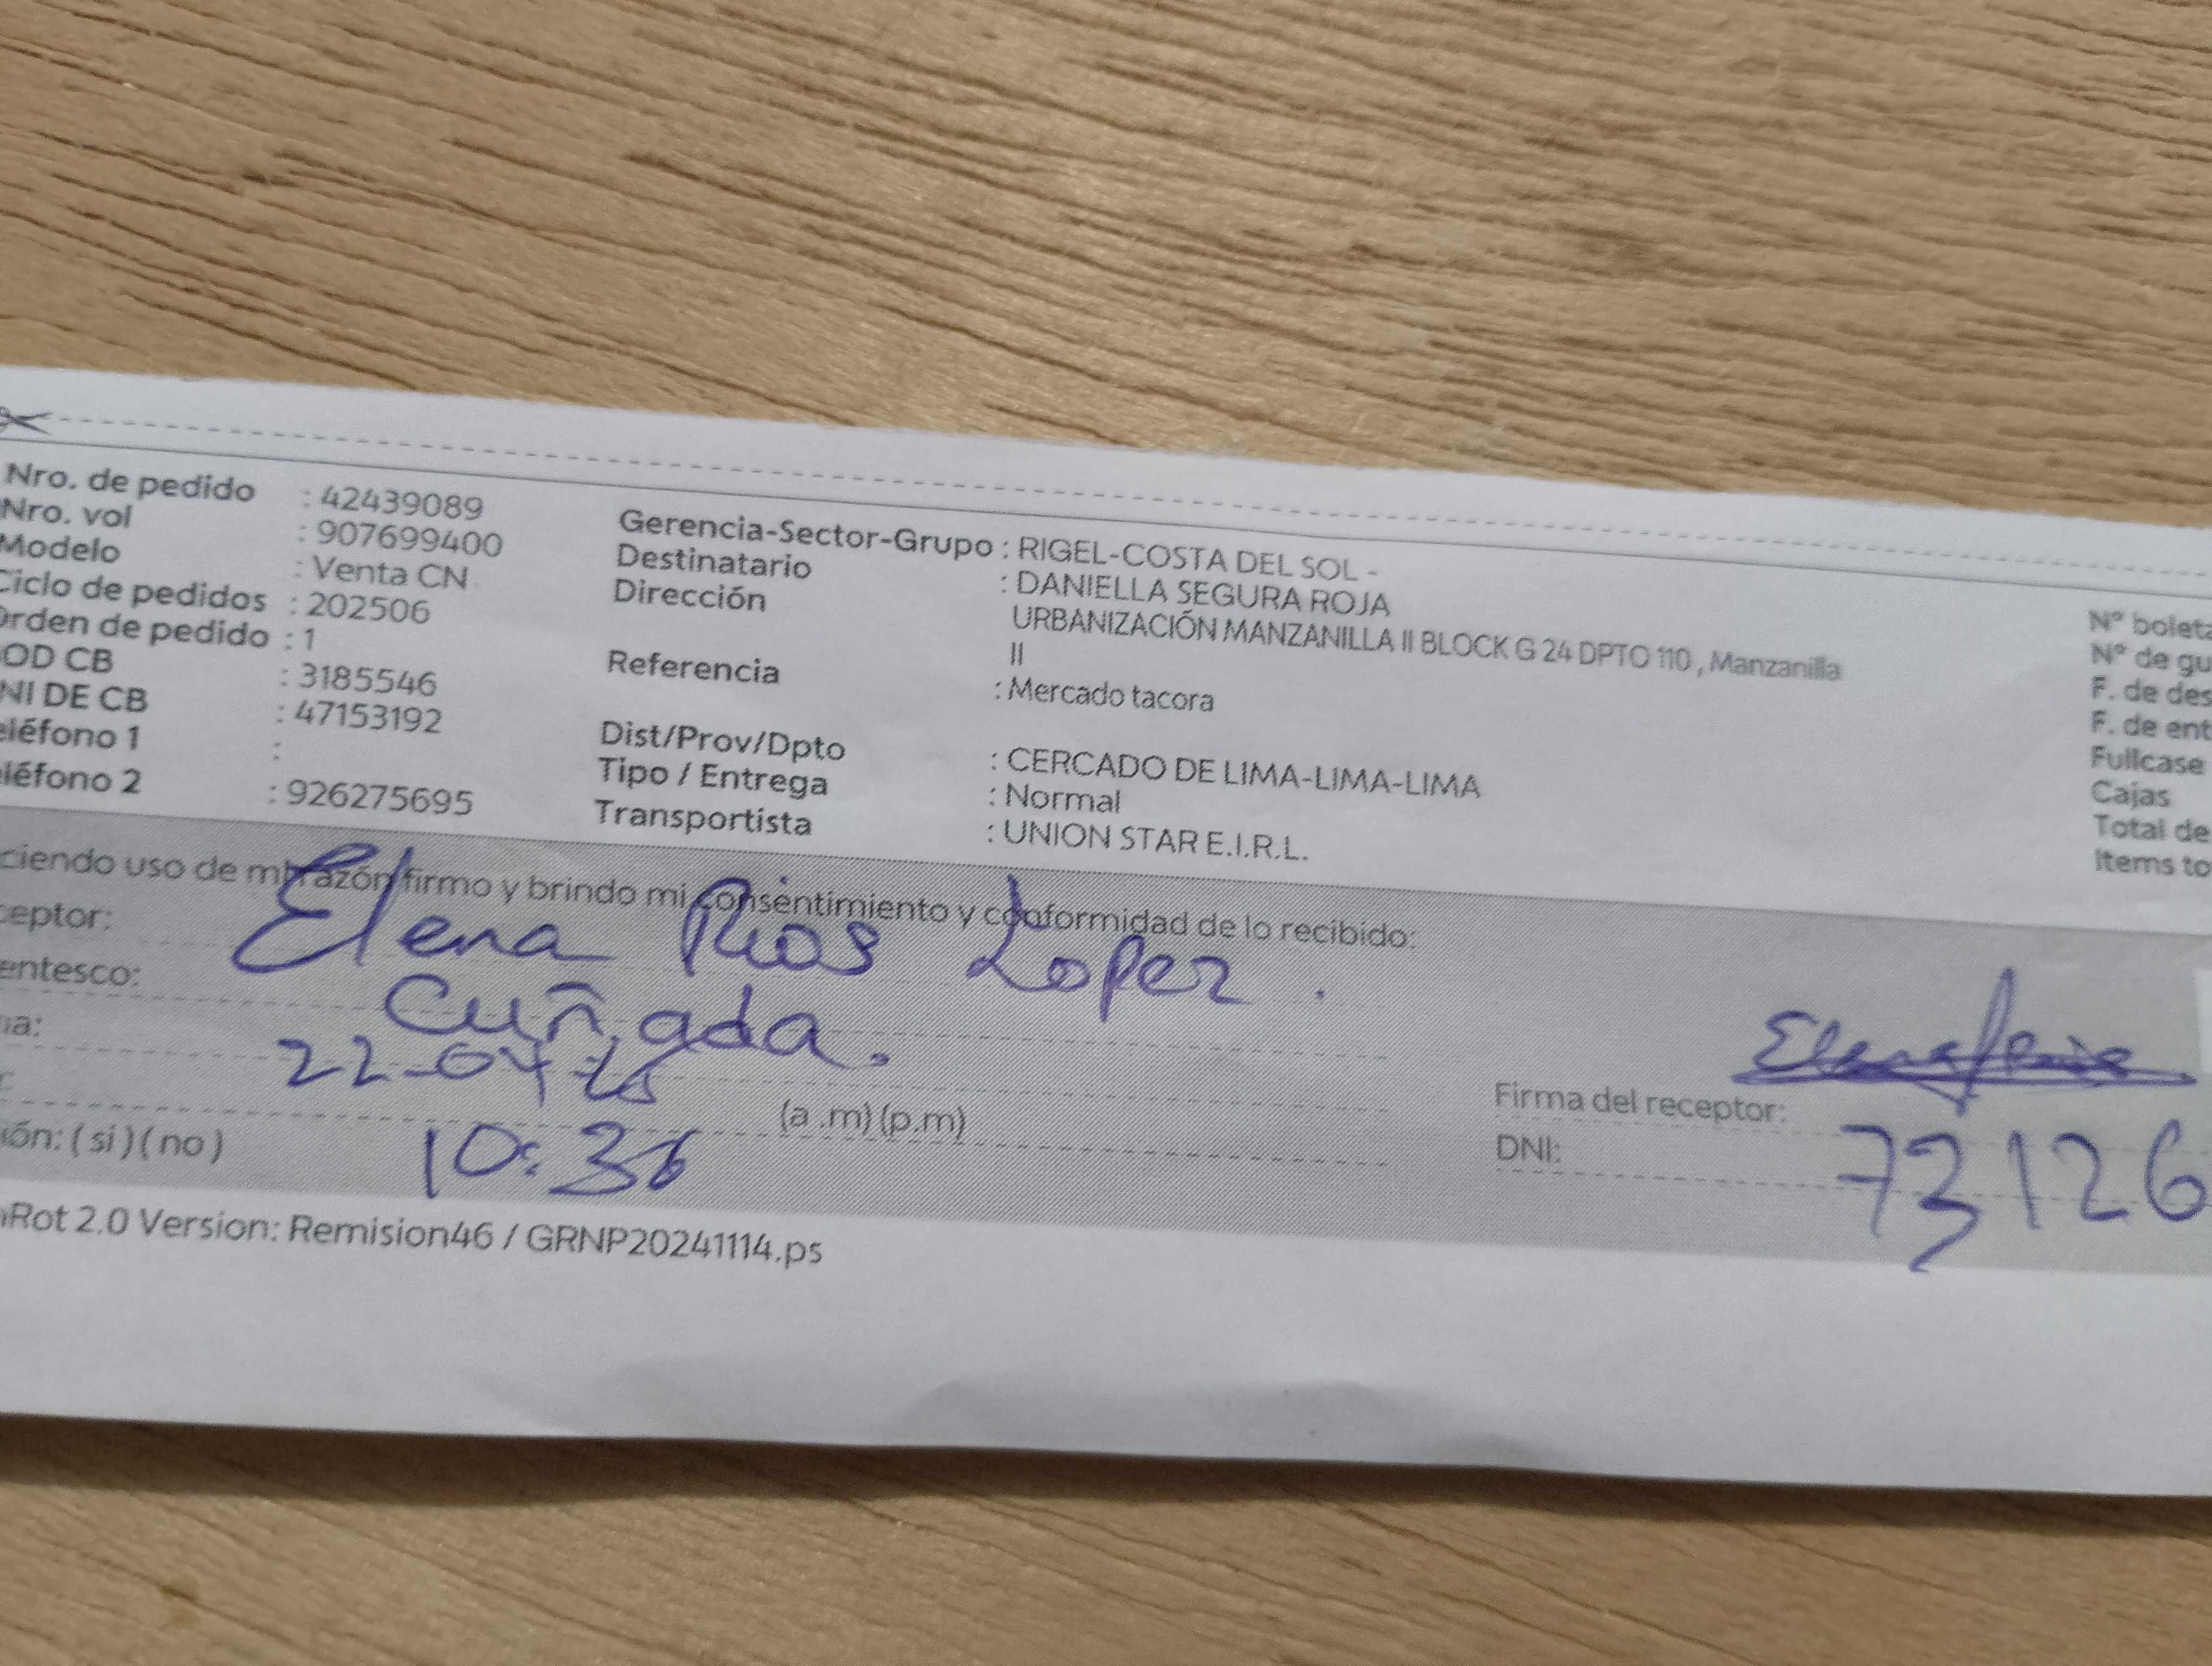 Nro. de pedido : 42439089
Nro. vol : 907699400
Modelo : Venta CN
Ciclo de pedidos : 202506
Orden de pedido : 1
OD CB : 3185546
NI DE CB : 47153192
eléfono 1 :
léfono 2 : 926275695
Gerencia-Sector-Grupo : RIGEL-COSTA DEL SOL -
Destinatario : DANIELLA SEGURA ROJA
Dirección URBANIZACIÓN MANZANILLA II BLOCK G 24 DPTO 110 , Manzanilla
II
Referencia : Mercado tacora
Dist/Prov/Dpto : CERCADO DE LIMA-LIMA-LIMA
Tipo / Entrega : Normal
Transportista : UNION STAR E.I.R.L.
N° boleta
N° de gu
F. de des
F. de ent
Fullcase
Cajas
Total de
Items to
ciendo uso de mi razón firmo y brindo mi consentimiento y conformidad de lo recibido:
ceptor: Elena Rios Lopez.
entesco: Cuñada.
ha: 22-04-25
10:36 (a .m) (p.m)
ión: ( si ) ( no )
Firma del receptor:
DNI: 73126
Rot 2.0 Version: Remision46 / GRNP20241114.ps